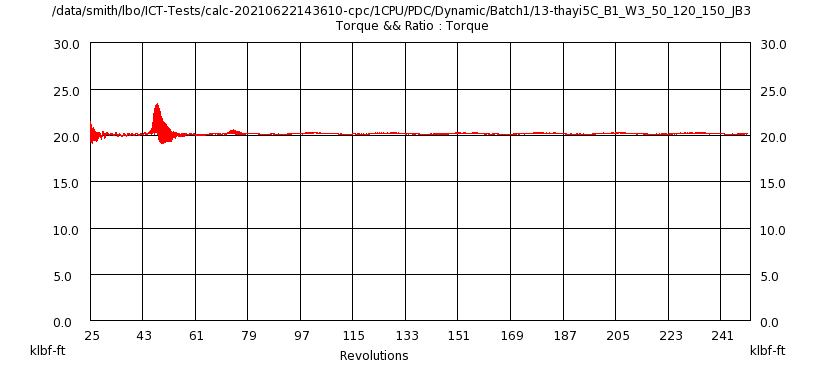 /data/smith/lbo/ICT-Tests/calc-20210622143610-cpc/1CPU/PDC/Dynamic/Batch1/13-thayi5C_B1_W3_50_120_150_JB3
Torque && Ratio : Torque
30.0 30.0
25.0 25.0
20.0 20.0
15.0 15.0
10.0 10.0
5.0 5.0
0.0 0.0
25 43 61 79 97 115 133 151 169 187 205 223 241
klbf-ft klbf-ft
Revolutions